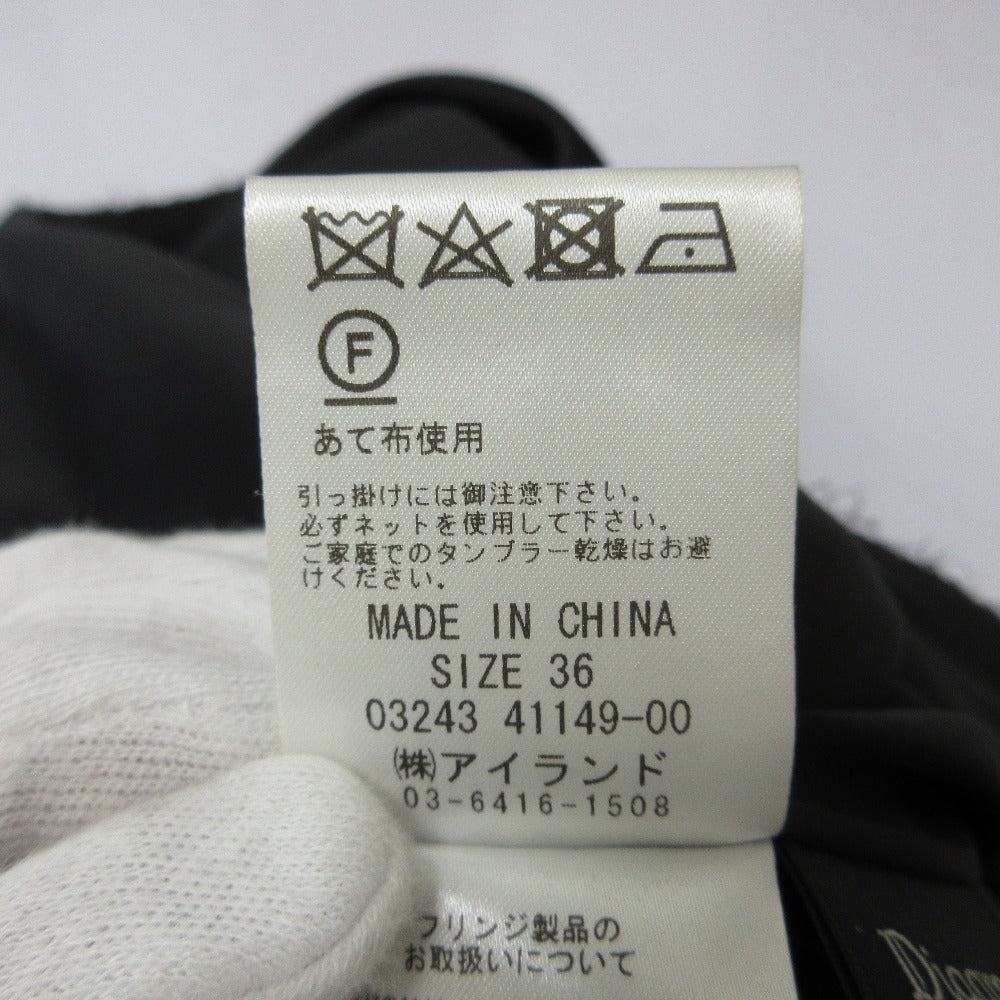 F
あて布使用
引っ掛けには御注意下さい。
必ずネットを使用して下さい。
ご家庭でのタンブラー乾燥はお避
けください。
MADE IN CHINA
SIZE 36
03243 41149-00
㈱アイランド
03-6416-1508
フリンジ製品の
お取扱いについて